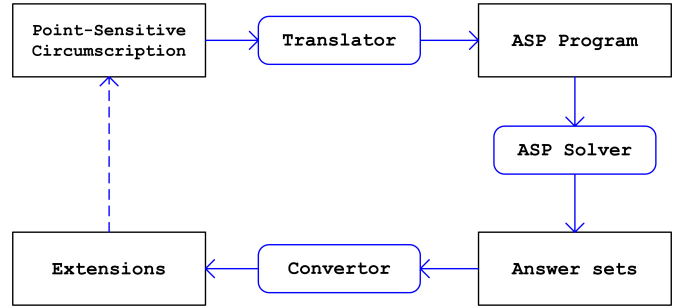 Point-Sensitive
Circumscription
Translator
ASP Program
ASP Solver
Answer sets
Convertor
Extensions